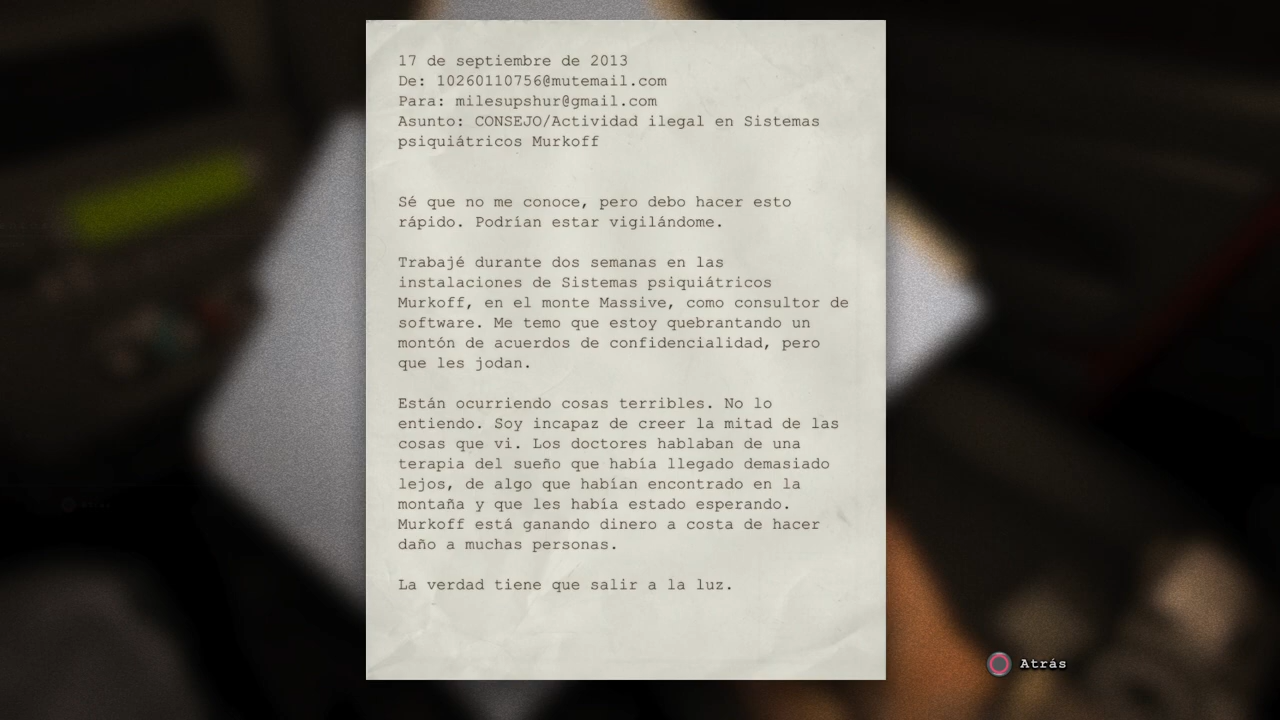 17 de septiembre de 2013
De: 10260110756@mutemail.com
Para: milesupshur@gmail.com
Asunto: CONSEJO/Actividad ilegal en Sistemas
psiquiátricos Murkoff
Sé que no me conoce, pero debo hacer esto
rápido. Podrían estar vigilándome.
Trabajé durante dos semanas en las
instalaciones de Sistemas psiquiátricos
Murkoff, en el monte Massive, como consultor de
software. Me temo que estoy quebrantando un
montón de acuerdos de confidencialidad, pero
que les jodan.
Están ocurriendo cosas terribles. No lo
entiendo. Soy incapaz de creer la mitad de las
cosas que vi. Los doctores hablaban de una
terapia del sueño que había llegado demasiado
lejos, de algo que habían encontrado en la
montaña y que les había estado esperando.
Murkoff está ganando dinero a costa de hacer
daño a muchas personas.
La verdad tiene que salir a la luz.
Atrás